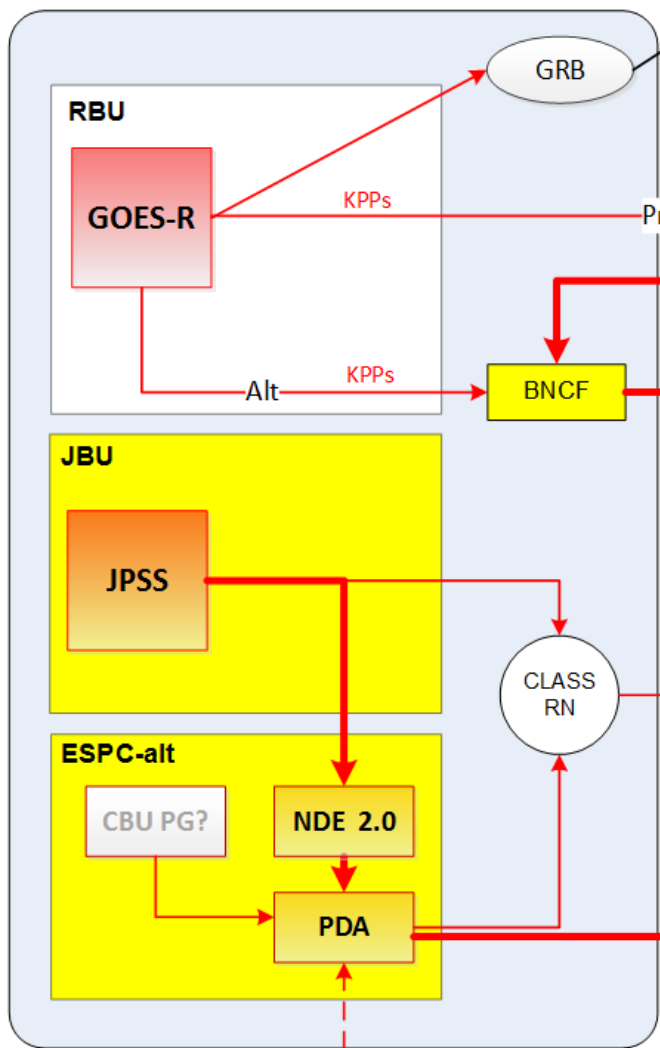 GRB
RBU
GOES-R
KPPs
Pr
Alt
KPPs
BNCF
JBU
JPSS
CLASS
RN
ESPC-alt
CBU PG?
NDE 2.0
PDA